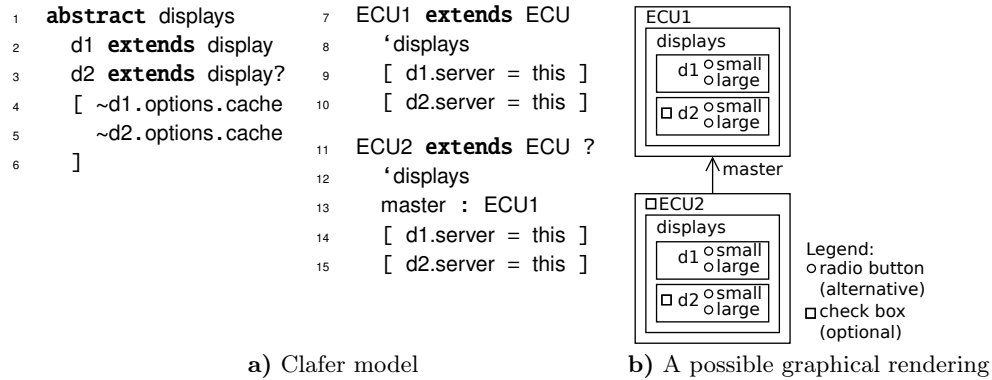 1 abstract displays
2 d1 extends display
3 d2 extends display?
4 [ ~d1.options.cache
5 ~d2.options.cache
6 ]
7 ECU1 extends ECU
8 ‘displays
9 [ d1.server = this ]
10 [ d2.server = this ]
11 ECU2 extends ECU ?
12 ‘displays
13 master : ECU1
14 [ d1.server = this ]
15 [ d2.server = this ]
a) Clafer model
ECU1
displays
d1 small
large
d2 small
large
master
ECU2
displays
d1 small
large
d2 small
large
Legend:
radio button
(alternative)
check box
(optional)
b) A possible graphical rendering